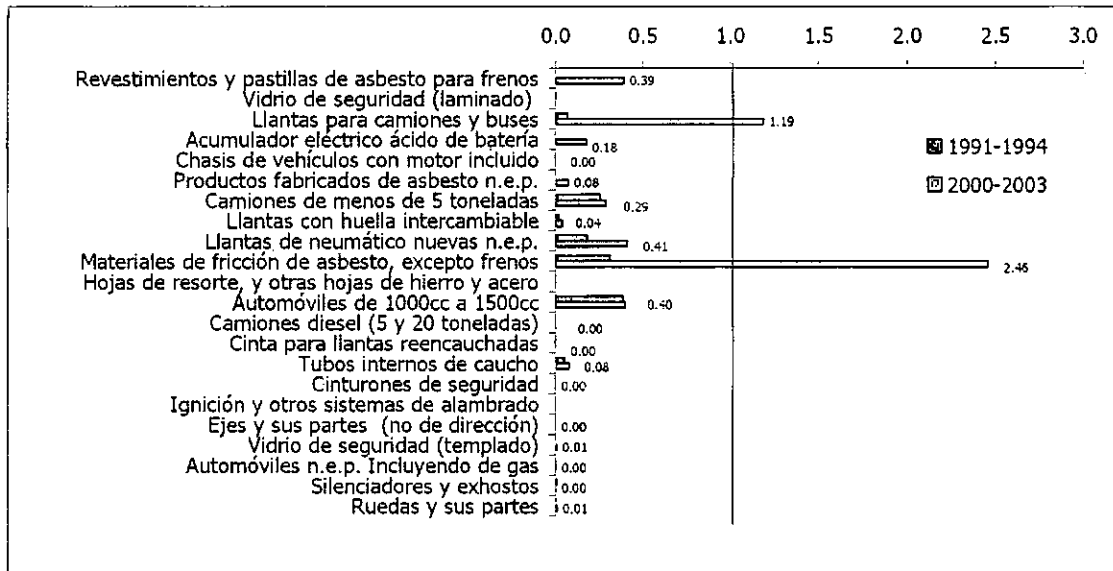 0.0 0.5 1.0 1.5 2.0 2.5 3.0
Revestimientos y pastillas de asbesto para frenos 0.39
Vidrio de seguridad (laminado)
Llantas para camiones y buses 1.19
Acumulador eléctrico ácido de batería 0.18
Chasis de vehículos con motor incluido 0.00
Productos fabricados de asbesto n.e.p. 0.08
Camiones de menos de 5 toneladas 0.29
Llantas con huella intercambiable 0.04
Llantas de neumático nuevas n.e.p. 0.41
Materiales de fricción de asbesto, excepto frenos 2.46
Hojas de resorte, y otras hojas de hierro y acero
Automóviles de 1000cc a 1500cc 0.40
Camiones diesel (5 y 20 toneladas) 0.00
Cinta para llantas reencauchadas 0.00
Tubos internos de caucho 0.08
Cinturones de seguridad 0.00
Ignición y otros sistemas de alambrado
Ejes y sus partes (no de dirección) 0.00
Vidrio de seguridad (templado) 0.01
Automóviles n.e.p. Incluyendo de gas 0.00
Silenciadores y exhostos 0.00
Ruedas y sus partes 0.01
1991-1994
2000-2003